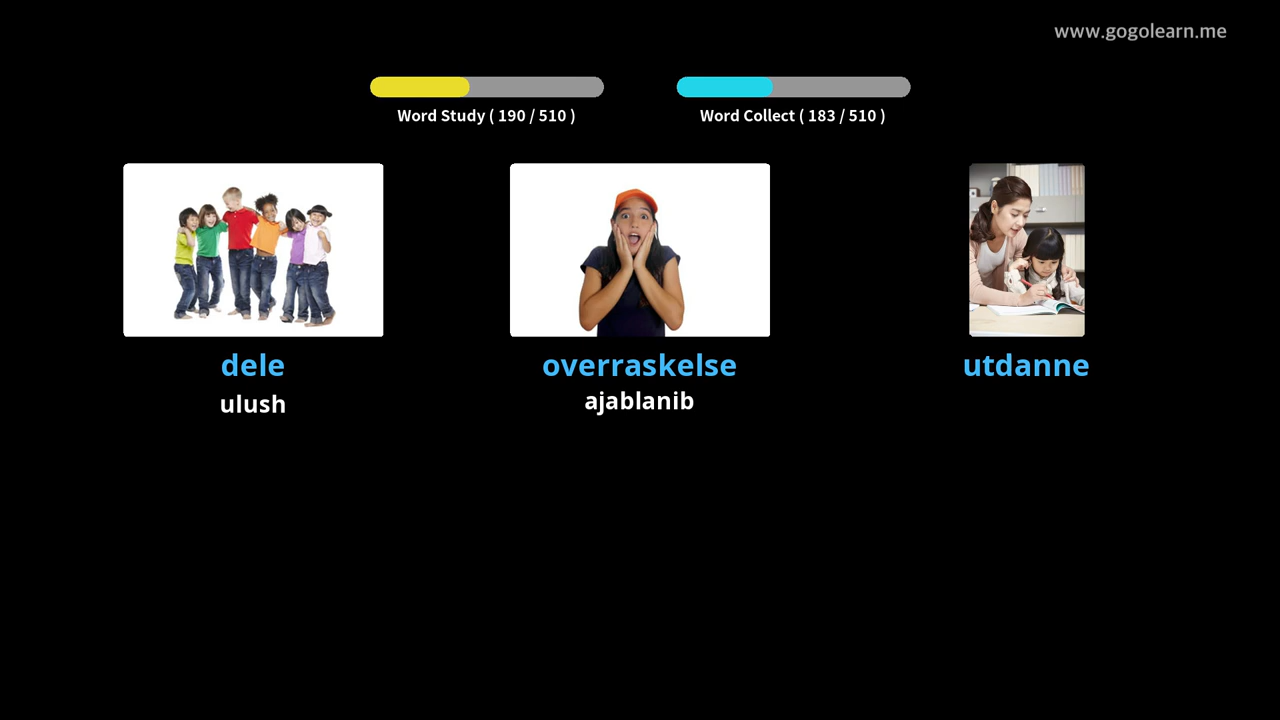 www.gogolearn.me
Word Study ( 190 / 510 )
Word Collect ( 183 / 510 )
dele
ulush
overraskelse
ajablanib
utdanne